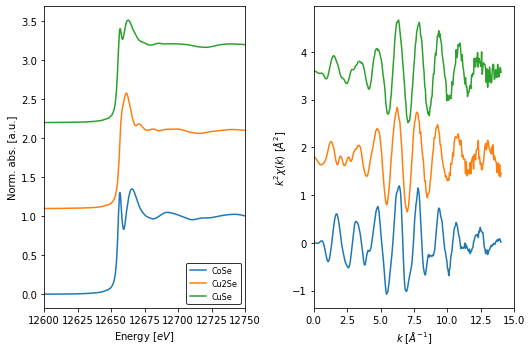 3.5
3.0
2.5
2.0
1.5
1.0
0.5
0.0
Norm. abs. [a.u.]
12600 12625 12650 12675 12700 12725 12750
Energy [eV]
CoSe
Cu2Se
CuSe
4
3
2
1
0
−1
k²χ(k) [Å²]
0.0 2.5 5.0 7.5 10.0 12.5 15.0
k [Å⁻¹]